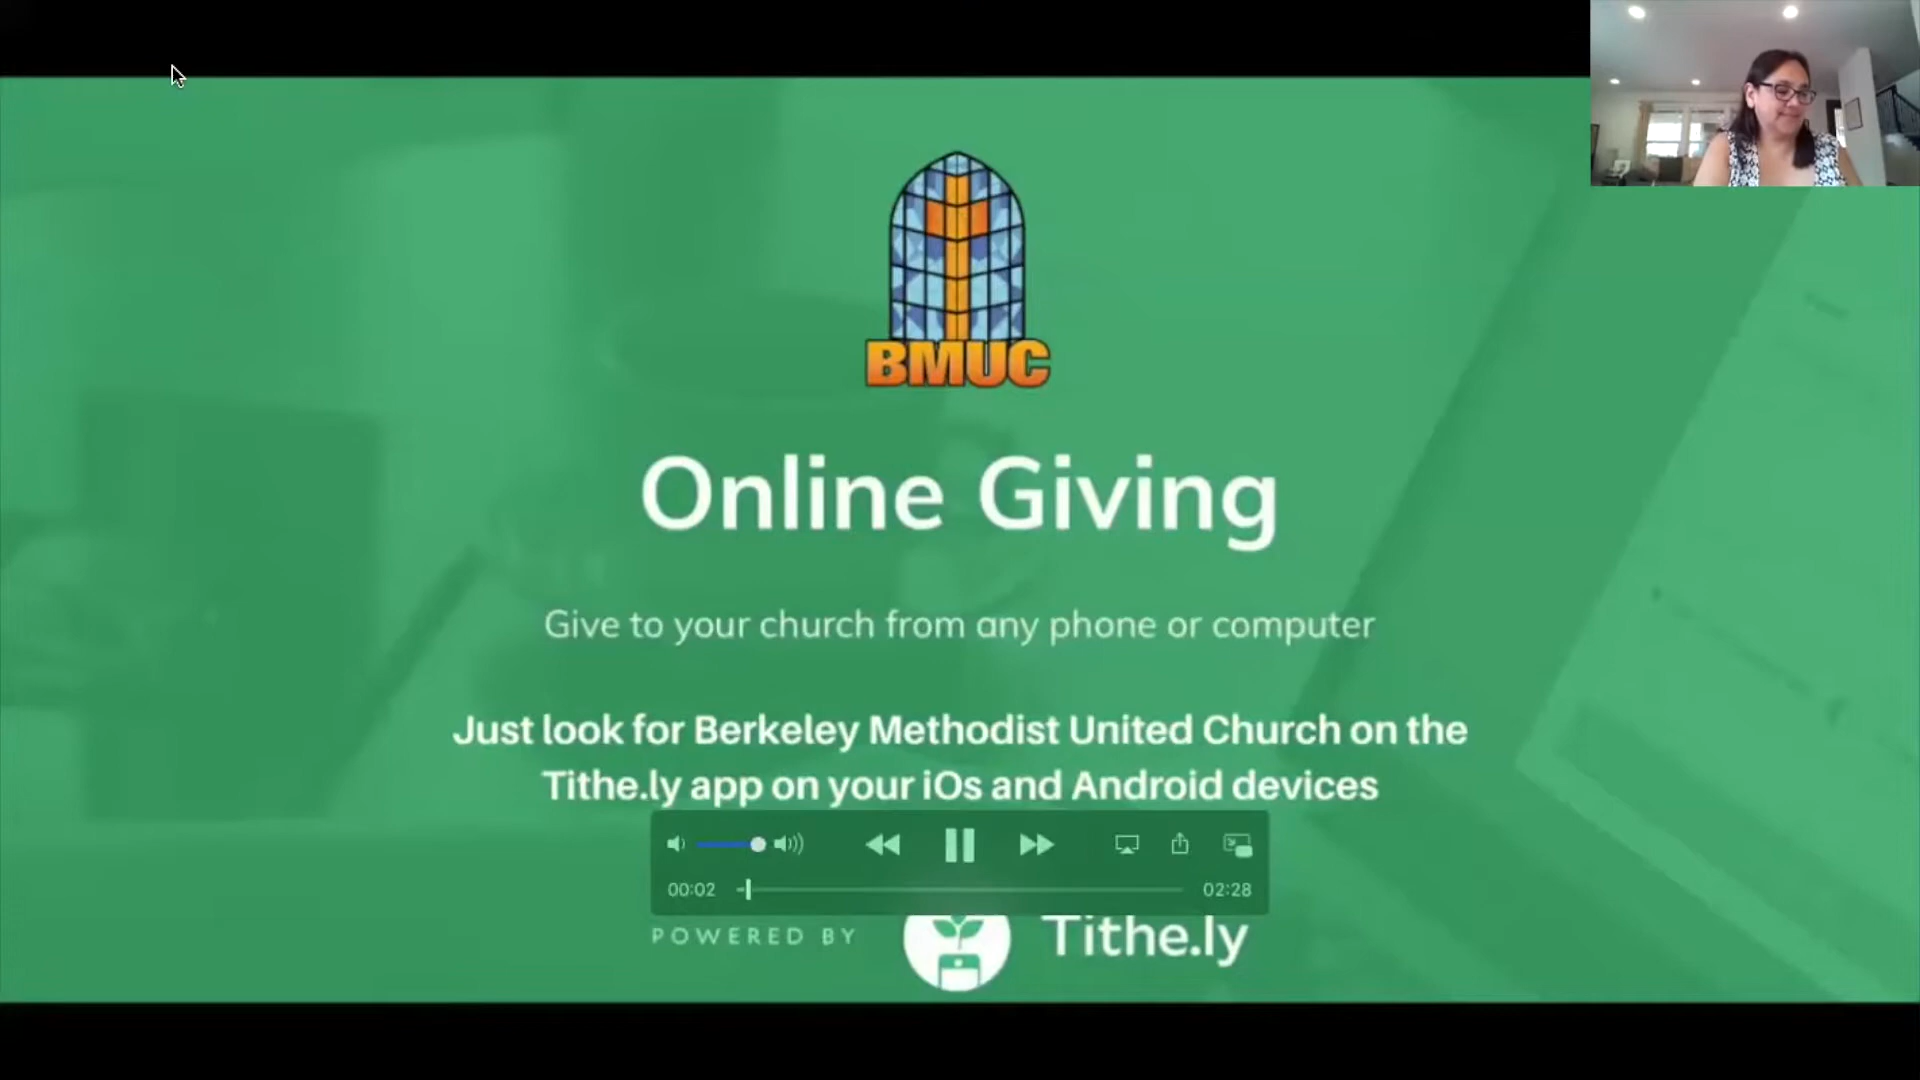 BMUC
Online Giving
Give to your church from any phone or computer
Just look for Berkeley Methodist United Church on the
Tithe.ly app on your iOs and Android devices
00:02
02:28
POWERED BY
Tithe.ly